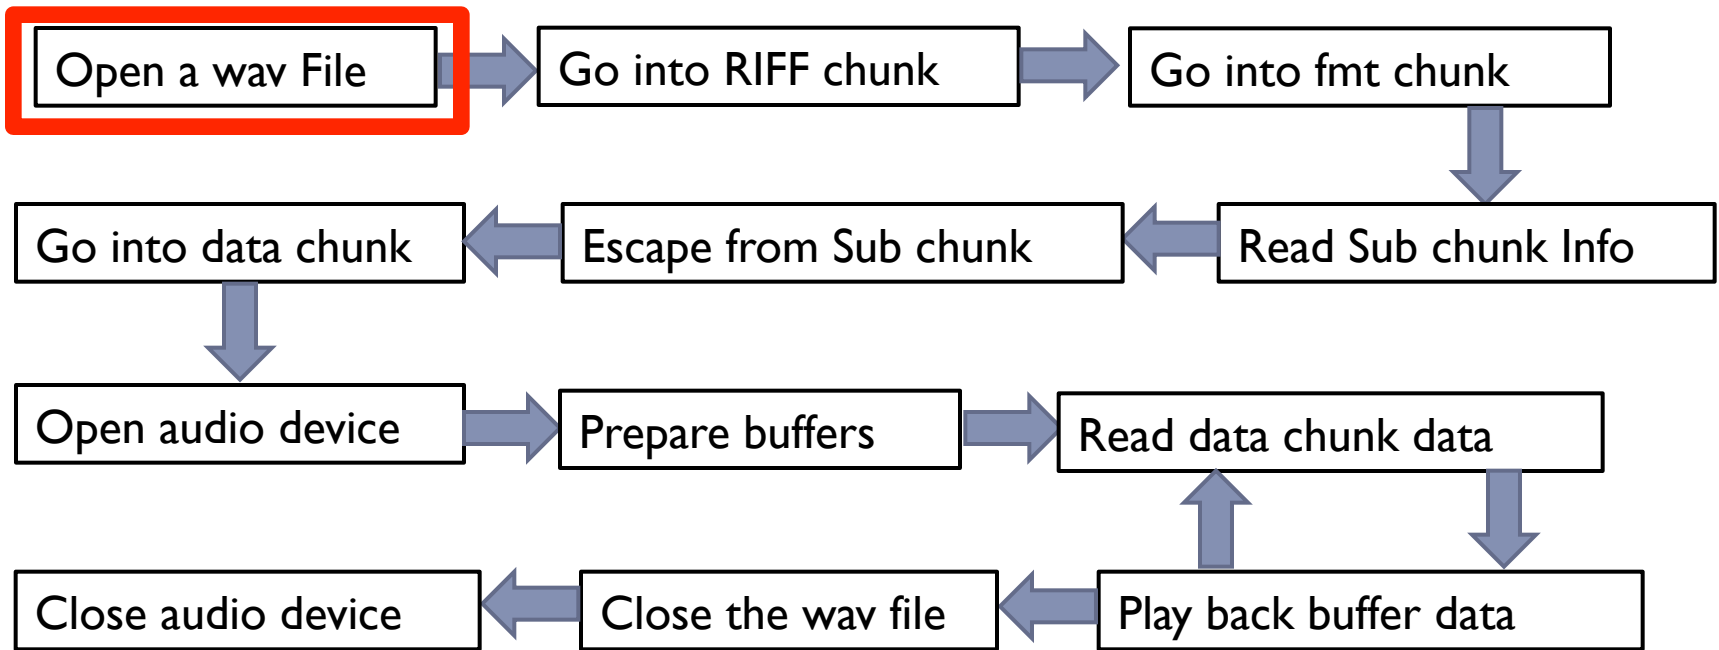 Open a wav File
Go into RIFF chunk
Go into fmt chunk
Read Sub chunk Info
Escape from Sub chunk
Go into data chunk
Open audio device
Prepare buffers
Read data chunk data
Play back buffer data
Close the wav file
Close audio device